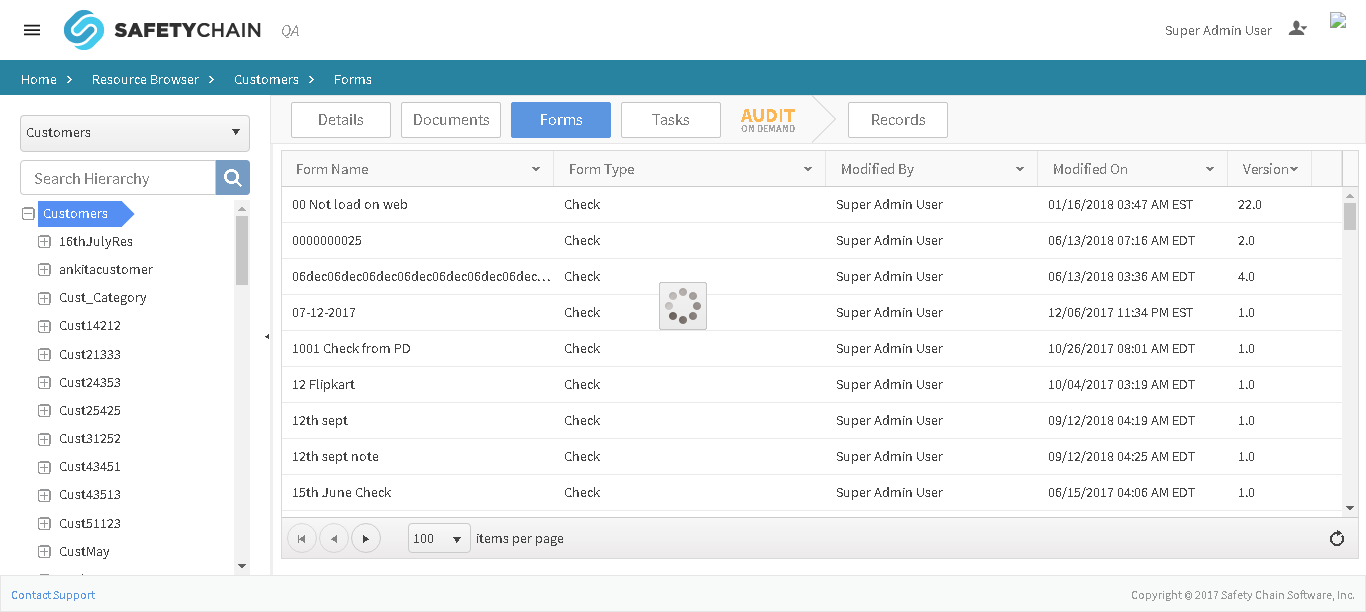 SAFETYCHAIN QA
Super Admin User
Home > Resource Browser > Customers > Forms
Customers
Search Hierarchy
Customers
16thJulyRes
ankitacustomer
Cust_Category
Cust14212
Cust21333
Cust24353
Cust25425
Cust31252
Cust43451
Cust43513
Cust51123
CustMay
Details Documents Forms Tasks AUDIT ON DEMAND Records
Form Name Form Type Modified By Modified On Version
00 Not load on web Check Super Admin User 01/16/2018 03:47 AM EST 22.0
0000000025 Check Super Admin User 06/13/2018 07:16 AM EDT 2.0
06dec06dec06dec06dec06dec06dec06dec... Check Super Admin User 06/13/2018 03:36 AM EDT 4.0
07-12-2017 Check Super Admin User 12/06/2017 11:34 PM EST 1.0
1001 Check from PD Check Super Admin User 10/26/2017 08:01 AM EDT 1.0
12 Flipkart Check Super Admin User 10/04/2017 03:19 AM EDT 1.0
12th sept Check Super Admin User 09/12/2018 04:19 AM EDT 1.0
12th sept note Check Super Admin User 09/12/2018 04:25 AM EDT 1.0
15th June Check Check Super Admin User 06/15/2017 04:06 AM EDT 1.0
100 items per page
Contact Support
Copyright © 2017 Safety Chain Software, Inc.